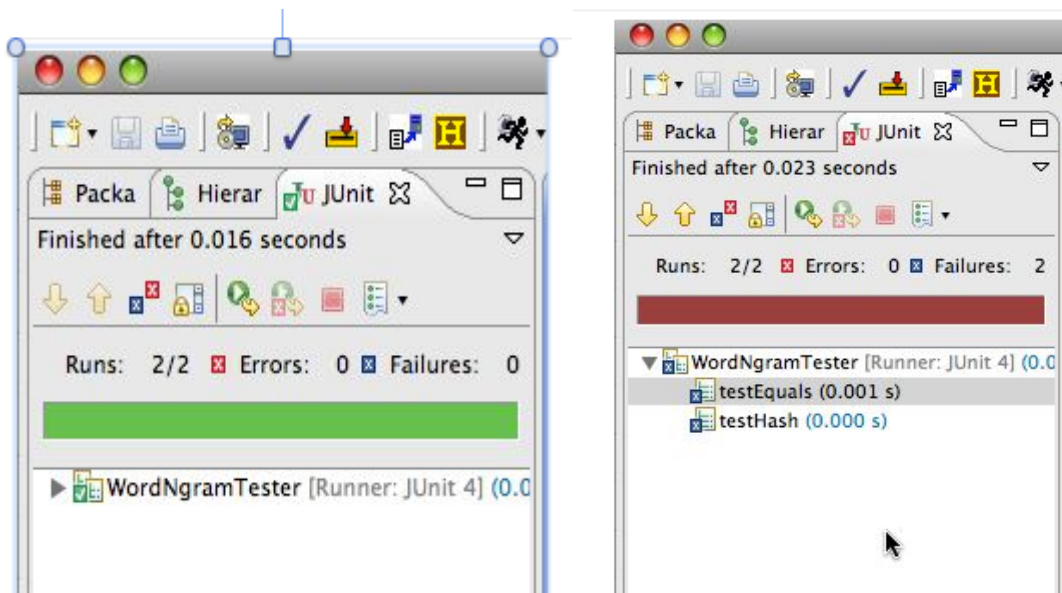 Packa Hierar JUnit
Finished after 0.016 seconds
Runs: 2/2 Errors: 0 Failures: 0
WordNgramTester [Runner: JUnit 4] (0.0
Packa Hierar JUnit
Finished after 0.023 seconds
Runs: 2/2 Errors: 0 Failures: 2
WordNgramTester [Runner: JUnit 4] (0.0
testEquals (0.001 s)
testHash (0.000 s)